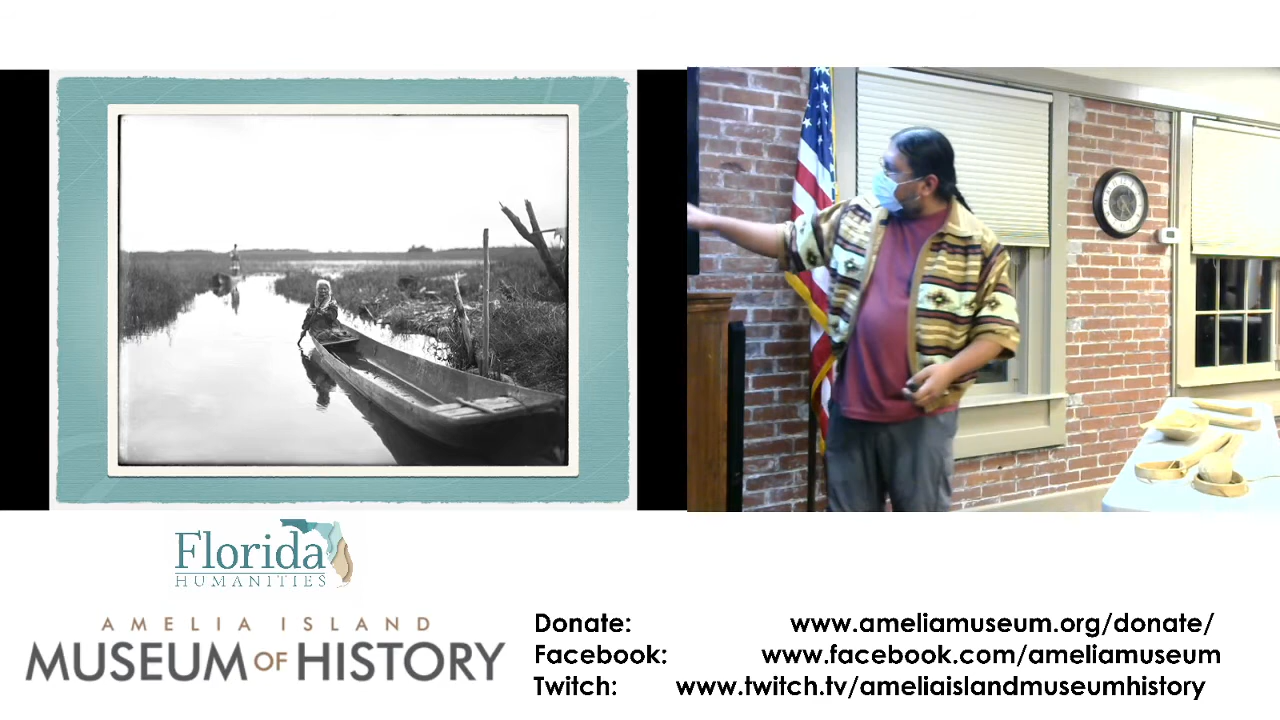 Florida
HUMANITIES
AMELIA ISLAND
MUSEUM OF HISTORY
Donate: www.ameliamuseum.org/donate/
Facebook: www.facebook.com/ameliamuseum
Twitch: www.twitch.tv/ameliaislandmuseumhistory